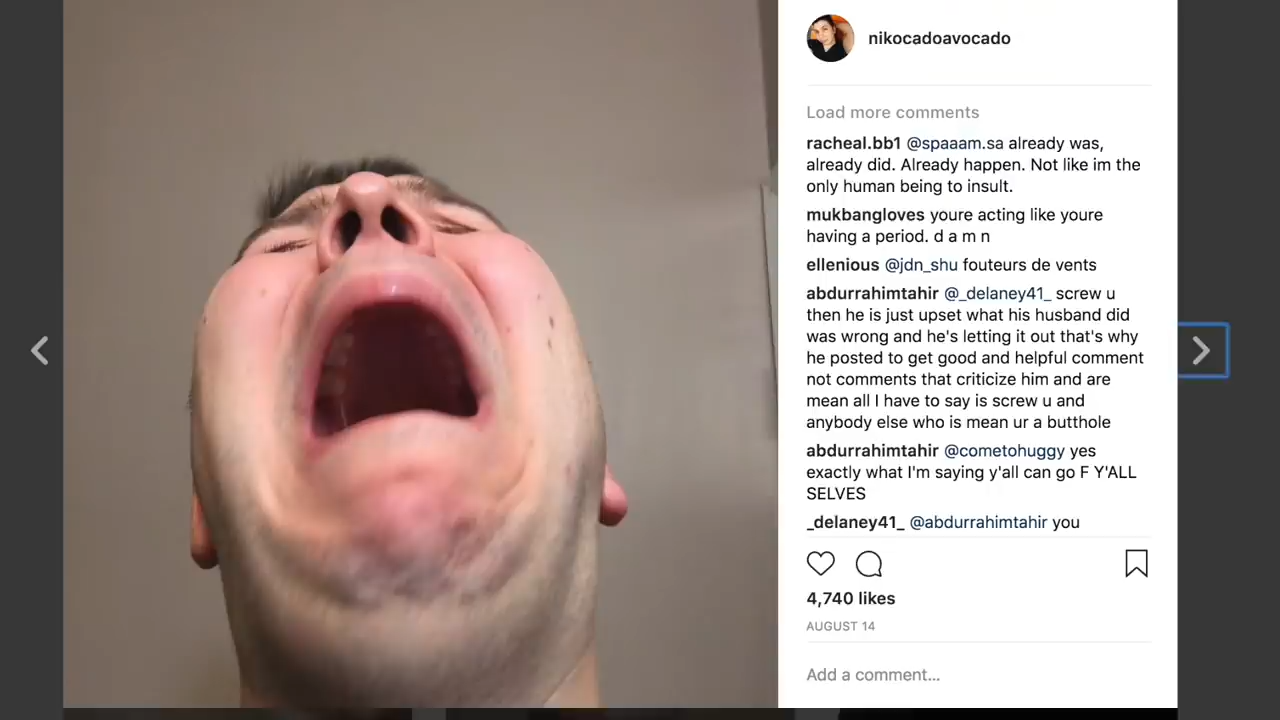 nikocadoavocado
Load more comments
racheal.bb1 @spaaam.sa already was,
already did. Already happen. Not like im the
only human being to insult.
mukbangloves youre acting like youre
having a period. d a m n
ellenious @jdn_shu fouteurs de vents
abdurrahimtahir @_delaney41_ screw u
then he is just upset what his husband did
was wrong and he's letting it out that's why
he posted to get good and helpful comment
not comments that criticize him and are
mean all I have to say is screw u and
anybody else who is mean ur a butthole
abdurrahimtahir @cometohuggy yes
exactly what I'm saying y'all can go F Y'ALL
SELVES
_delaney41_ @abdurrahimtahir you
4,740 likes
AUGUST 14
Add a comment...